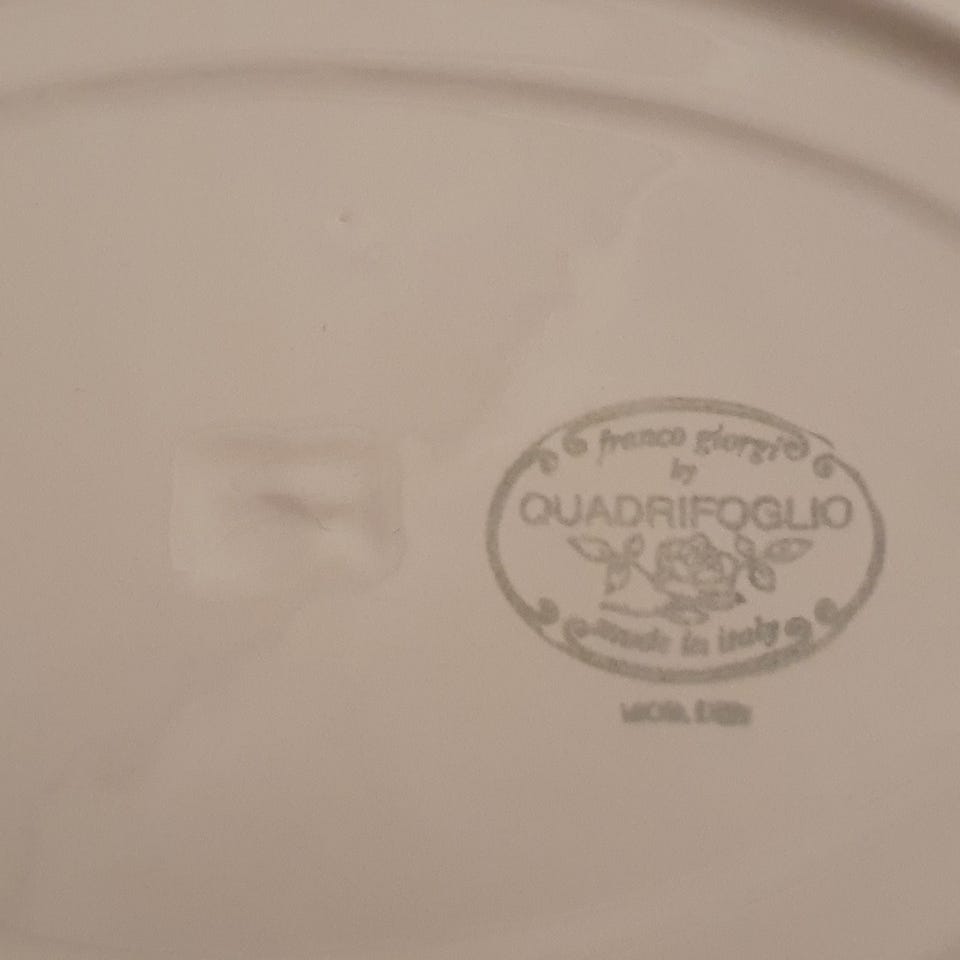 franco giorgi
by
QUADRIFOGLIO
made in italy